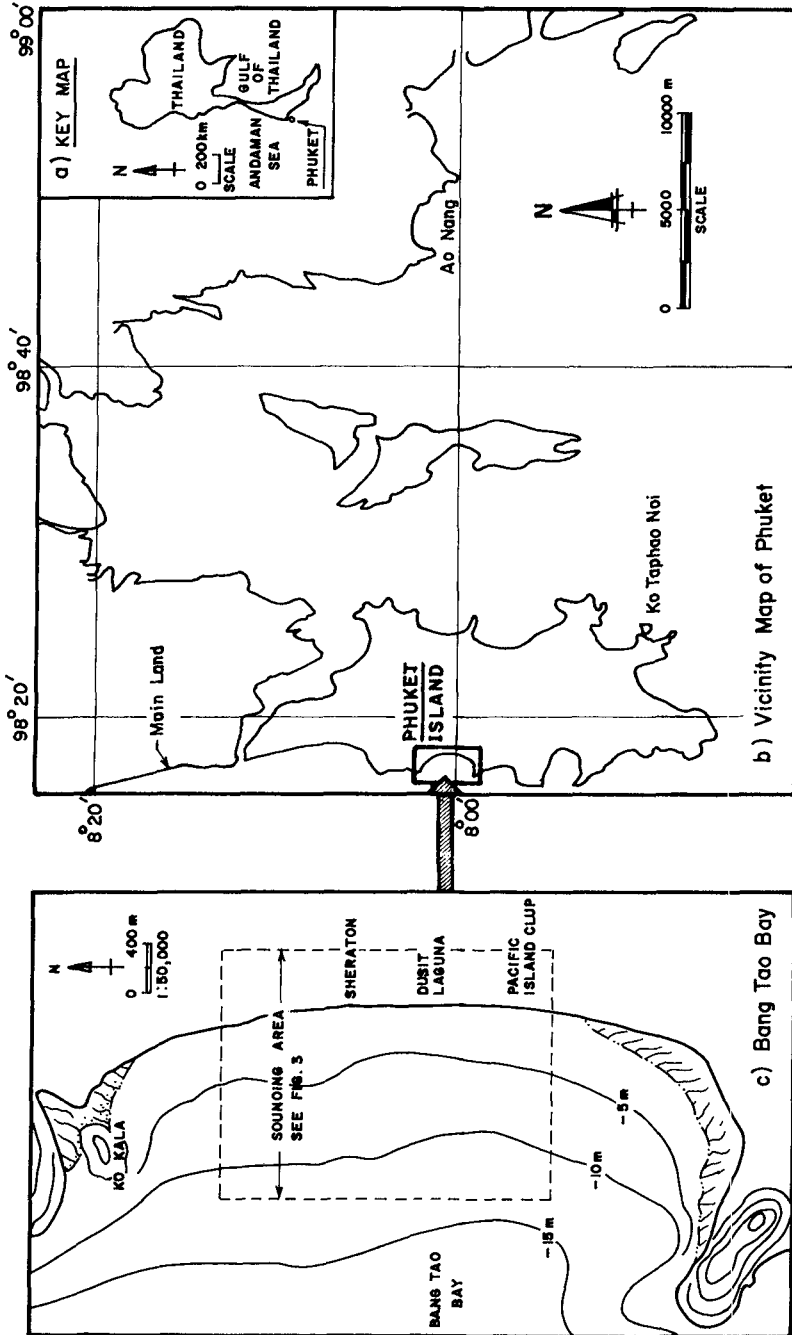 98°20′
98°40′
99°00′
8°20′
8°00′
a) KEY MAP
N
0 200km
SCALE
THAILAND
GULF
OF
THAILAND
ANDAMAN
SEA
PHUKET
Main Land
PHUKET
ISLAND
Ao Nang
Ko Taphao Noi
N
0 5000 10000 m
SCALE
b) Vicinity Map of Phuket
N
0 400 m
1:50,000
KO KALA
SOUNDING AREA
SEE FIG. 3
SHERATON
DUSIT
LAGUNA
PACIFIC
ISLAND CLUP
BANG TAO
BAY
-5m
-10m
-15m
c) Bang Tao Bay